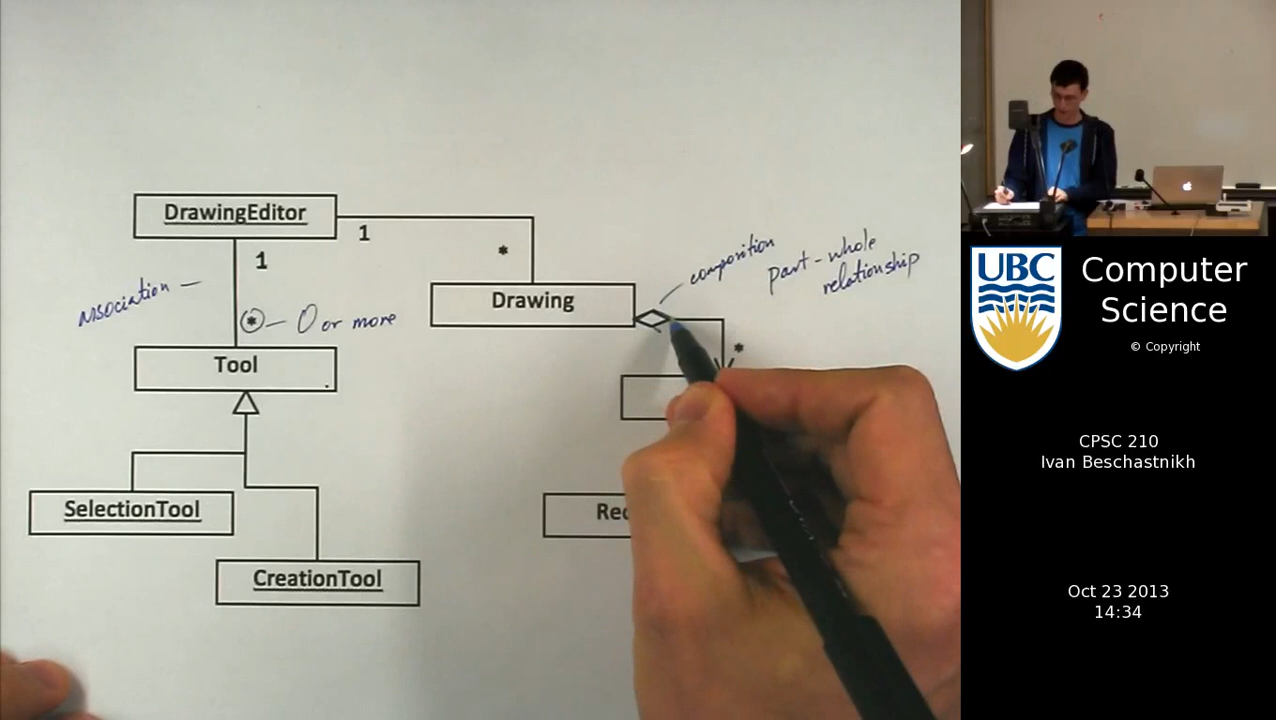 DrawingEditor
1
*
1
association
* – 0 or more
Drawing
composition
part-whole
relationship
*
Tool
SelectionTool
CreationTool
Rec
UBC
Computer
Science
© Copyright
CPSC 210
Ivan Beschastnikh
Oct 23 2013
14:34